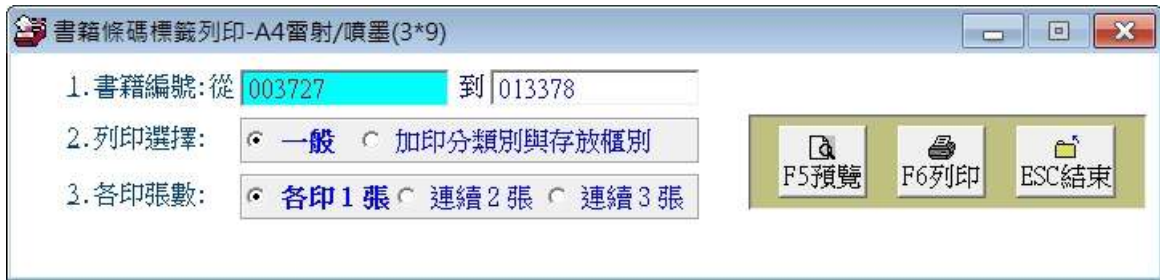 書籍條碼標籤列印-A4雷射/噴墨(3*9)
1.書籍編號:從 003727 到 013378
2.列印選擇: 一般 加印分類別與存放櫃別
3.各印張數: 各印1張 連續2張 連續3張
F5預覽 F6列印 ESC結束